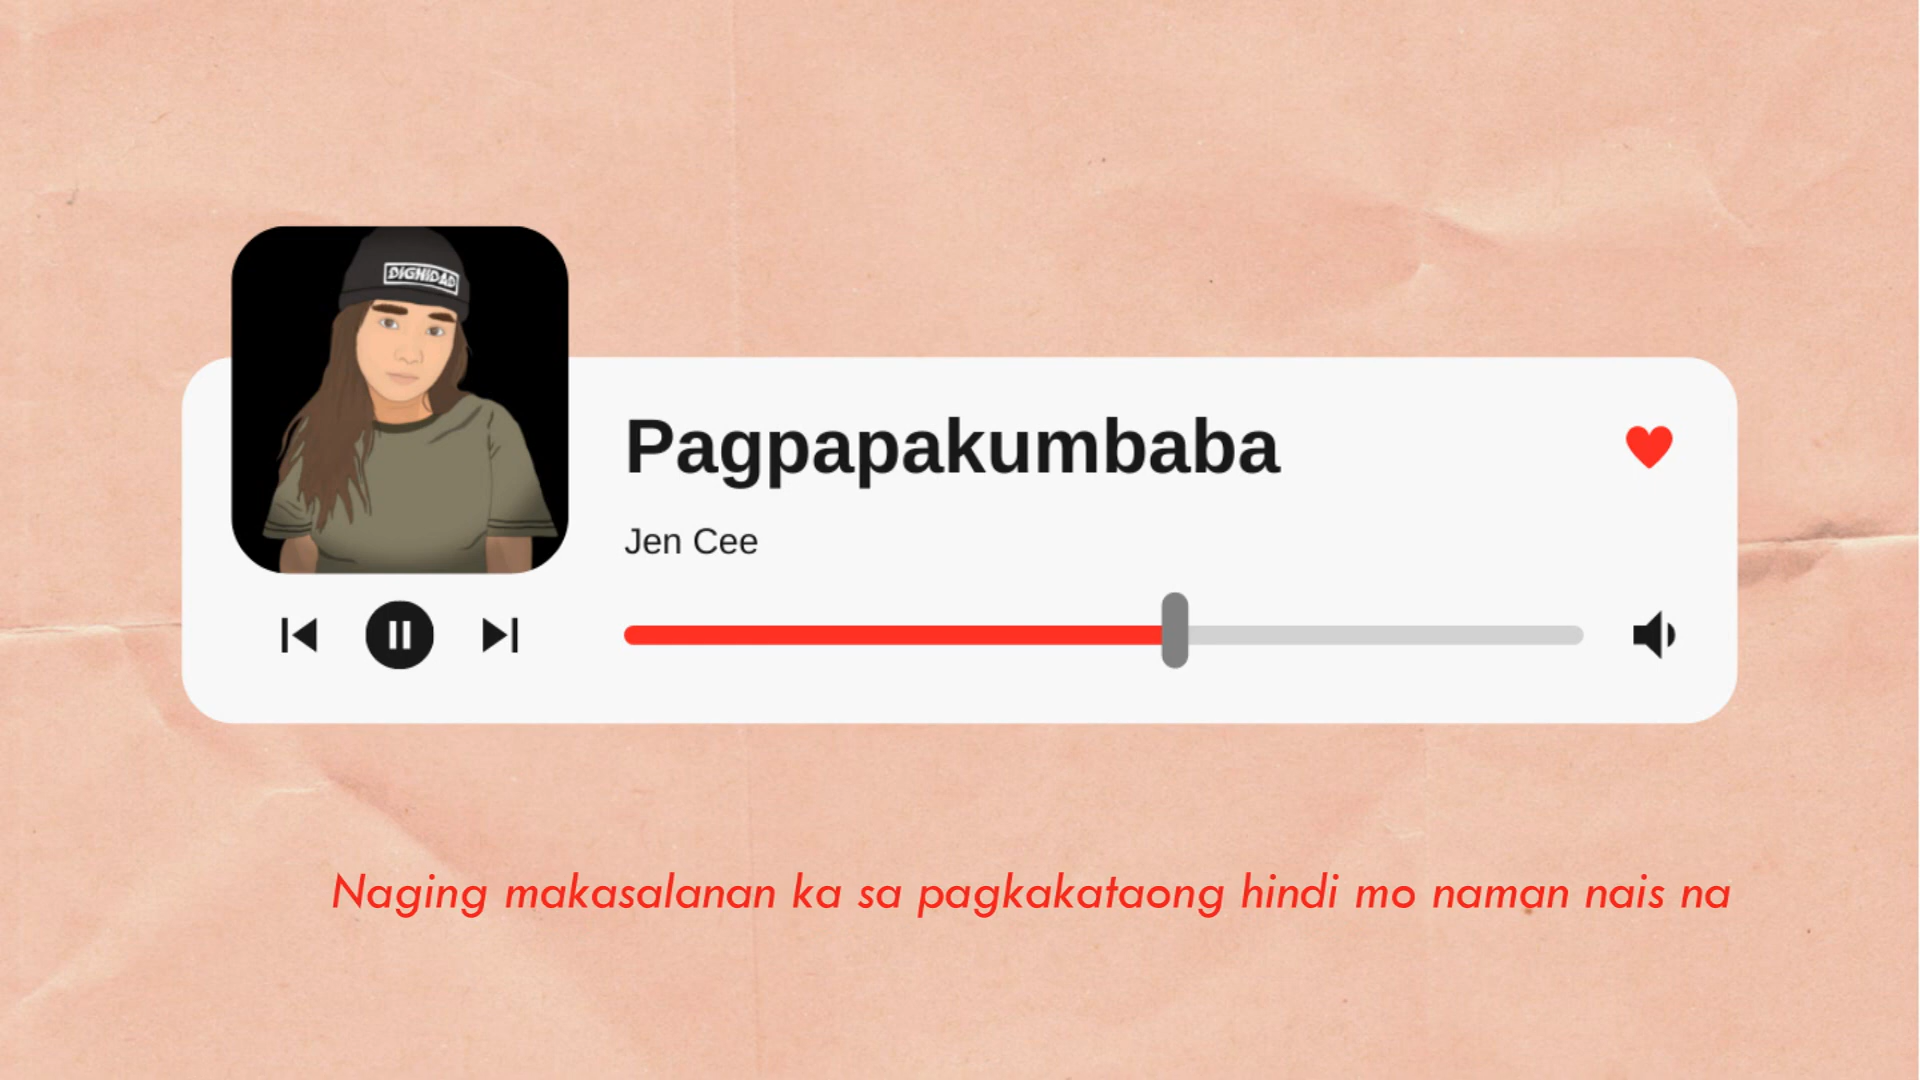 DIGNIDAD
Pagpapakumbaba
Jen Cee
Naging makasalanan ka sa pagkakataong hindi mo naman nais na